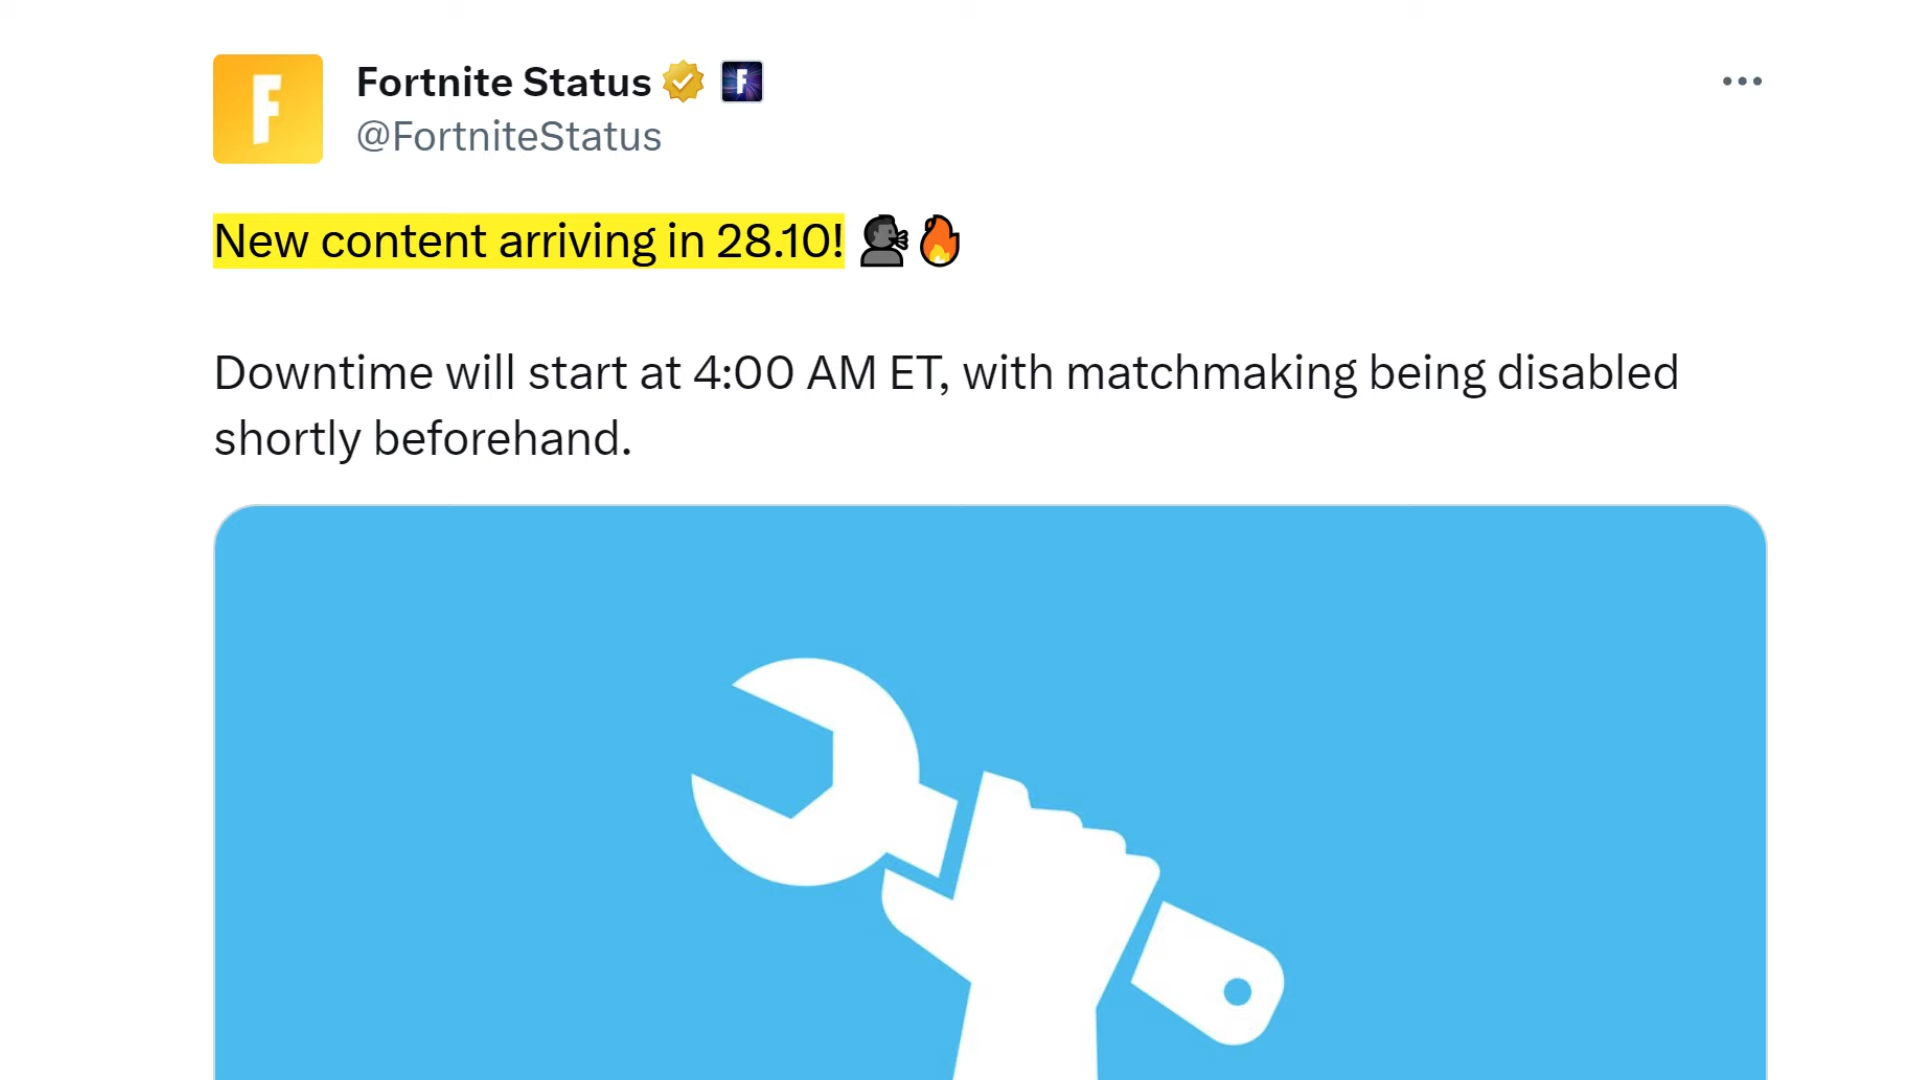 Fortnite Status
@FortniteStatus
New content arriving in 28.10! 🗣️🔥
Downtime will start at 4:00 AM ET, with matchmaking being disabled
shortly beforehand.